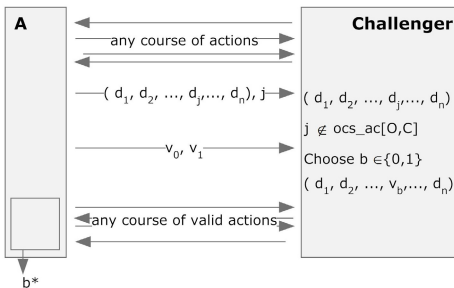 A
Challenger
any course of actions
( d1, d2, ..., dj,..., dn), j
( d1, d2, ..., dj,..., dn)
j ∉ ocs_ac[O,C]
v0, v1
Choose b ∈{0,1}
( d1, d2, ..., vb,..., dn)
any course of valid actions
b*